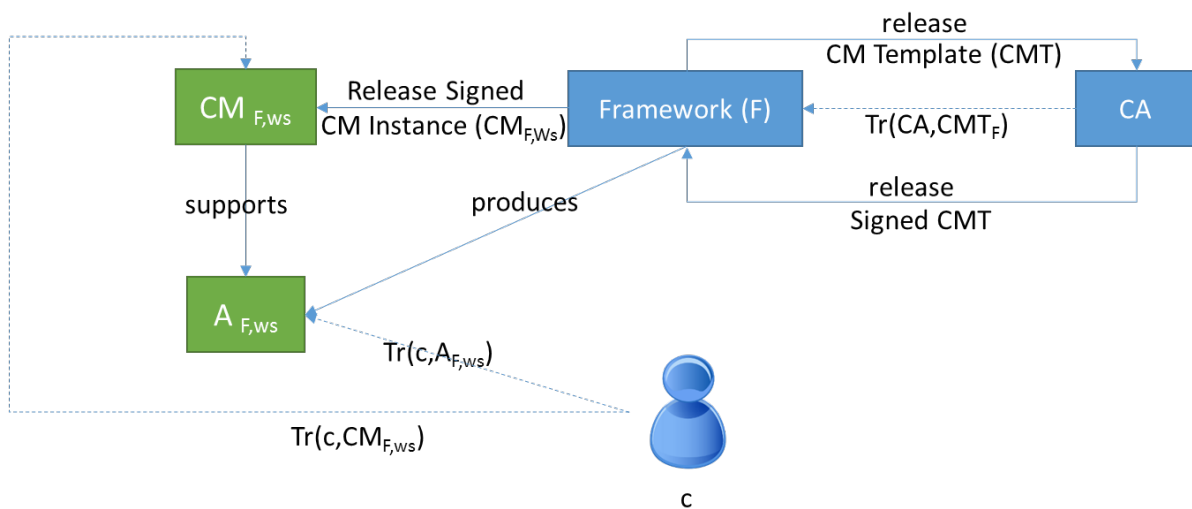 release
CM Template (CMT)
CM F,ws
Release Signed
CM Instance (CMF,Ws)
Framework (F)
Tr(CA,CMTF)
CA
supports
produces
release
Signed CMT
A F,ws
Tr(c,AF,ws)
Tr(c,CMF,ws)
c